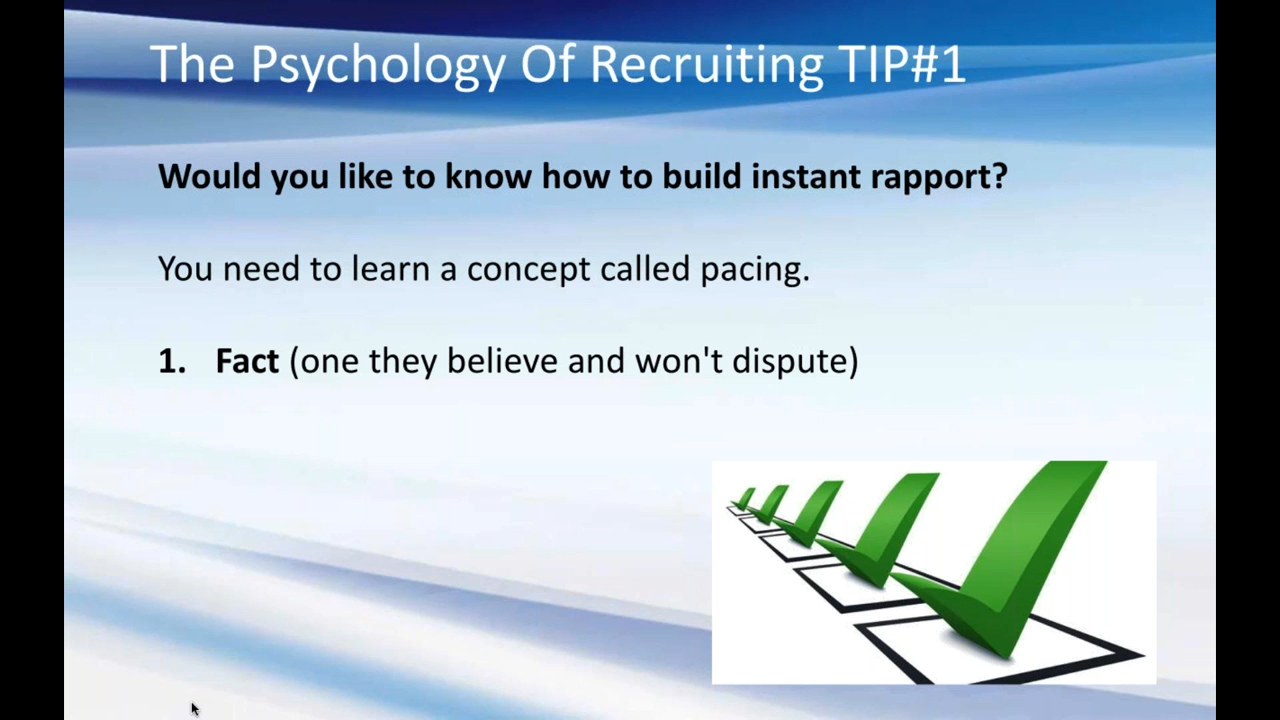 The Psychology Of Recruiting TIP#1
Would you like to know how to build instant rapport?
You need to learn a concept called pacing.
1. Fact (one they believe and won't dispute)